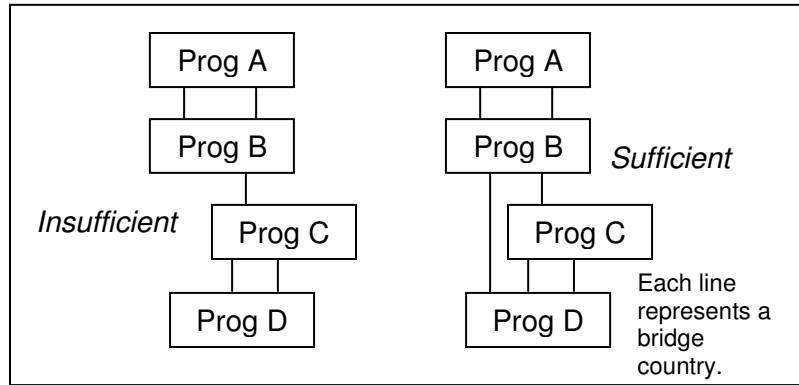 Prog A
Prog B
Insufficient
Prog C
Prog D
Prog A
Prog B
Sufficient
Prog C
Prog D
Each line
represents a
bridge
country.